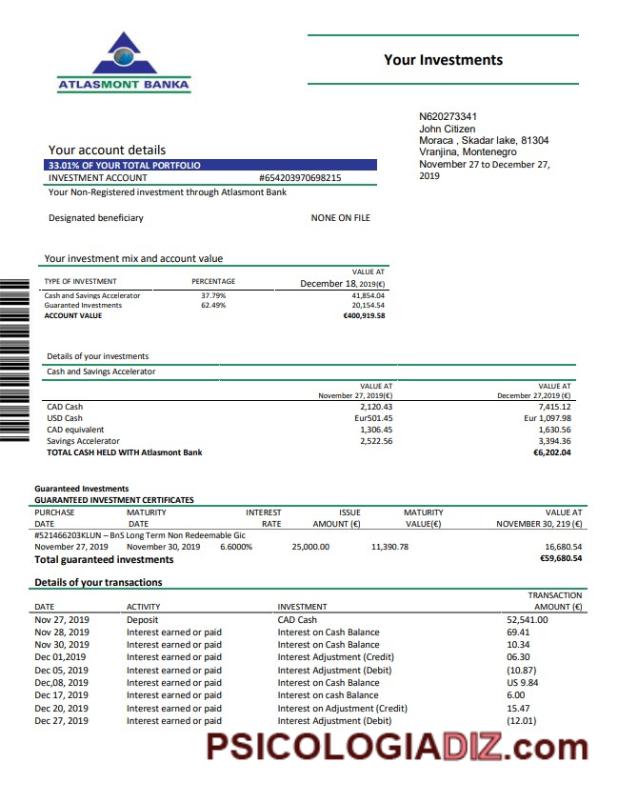 ATLASMONT BANKA
Your Investments
N620273341
John Citizen
Moraca , Skadar lake, 81304
Vranjina, Montenegro
November 27 to December 27,
2019
Your account details
33.01% OF YOUR TOTAL PORTFOLIO
INVESTMENT ACCOUNT #654203970698215
Your Non-Registered investment through Atlasmont Bank
Designated beneficiary NONE ON FILE
Your investment mix and account value
VALUE AT
TYPE OF INVESTMENT PERCENTAGE December 18, 2019(€)
Cash and Savings Accelerator 37.79% 41,854.04
Guaranted Investments 62.49% 20,154.54
ACCOUNT VALUE €400,919.58
Details of your investments
Cash and Savings Accelerator
VALUE AT VALUE AT
November 27, 2019(€) December 27,2019 (€)
CAD Cash 2,120.43 7,415.12
USD Cash Eur501.45 Eur 1,097.98
CAD equivalent 1,306.45 1,630.56
Savings Accelerator 2,522.56 3,394.36
TOTAL CASH HELD WITH Atlasmont Bank €6,202.04
Guaranteed Investments
GUARANTEED INVESTMENT CERTIFICATES
PURCHASE MATURITY INTEREST ISSUE MATURITY VALUE AT
DATE DATE RATE AMOUNT (€) VALUE(€) NOVEMBER 30, 219 (€)
#521466203KLUN – BnS Long Term Non Redeemable Gic
November 27, 2019 November 30, 2019 6.6000% 25,000.00 11,390.78 16,680.54
Total guaranteed investments €59,680.54
Details of your transactions
TRANSACTION
DATE ACTIVITY INVESTMENT AMOUNT (€)
Nov 27, 2019 Deposit CAD Cash 52,541.00
Nov 28, 2019 Interest earned or paid Interest on Cash Balance 69.41
Nov 30, 2019 Interest earned or paid Interest on Cash Balance 10.34
Dec 01,2019 Interest earned or paid Interest Adjustment (Credit) 06.30
Dec 05, 2019 Interest earned or paid Interest Adjustment (Debit) (10.87)
Dec,08, 2019 Interest earned or paid Interest on Cash Balance US 9.84
Dec 17, 2019 Interest earned or paid Interest on cash Balance 6.00
Dec 20, 2019 Interest earned or paid Interest on Adjustment (Credit) 15.47
Dec 27, 2019 Interest earned or paid Interest Adjustment (Debit) (12.01)
PSICOLOGIADIZ.com